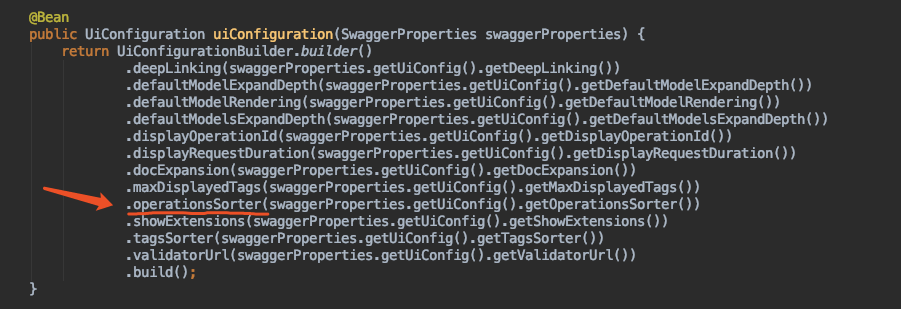 @Bean
public UiConfiguration uiConfiguration(SwaggerProperties swaggerProperties) {
return UiConfigurationBuilder.builder()
.deepLinking(swaggerProperties.getUiConfig().getDeepLinking())
.defaultModelExpandDepth(swaggerProperties.getUiConfig().getDefaultModelExpandDepth())
.defaultModelRendering(swaggerProperties.getUiConfig().getDefaultModelRendering())
.defaultModelsExpandDepth(swaggerProperties.getUiConfig().getDefaultModelsExpandDepth())
.displayOperationId(swaggerProperties.getUiConfig().getDisplayOperationId())
.displayRequestDuration(swaggerProperties.getUiConfig().getDisplayRequestDuration())
.docExpansion(swaggerProperties.getUiConfig().getDocExpansion())
.maxDisplayedTags(swaggerProperties.getUiConfig().getMaxDisplayedTags())
.operationsSorter(swaggerProperties.getUiConfig().getOperationsSorter())
.showExtensions(swaggerProperties.getUiConfig().getShowExtensions())
.tagsSorter(swaggerProperties.getUiConfig().getTagsSorter())
.validatorUrl(swaggerProperties.getUiConfig().getValidatorUrl())
.build();
}